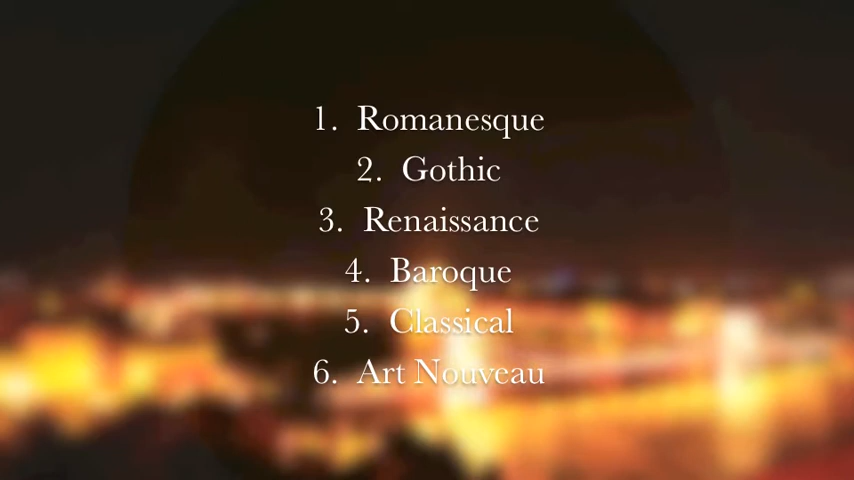 1. Romanesque
2. Gothic
3. Renaissance
4. Baroque
5. Classical
6. Art Nouveau